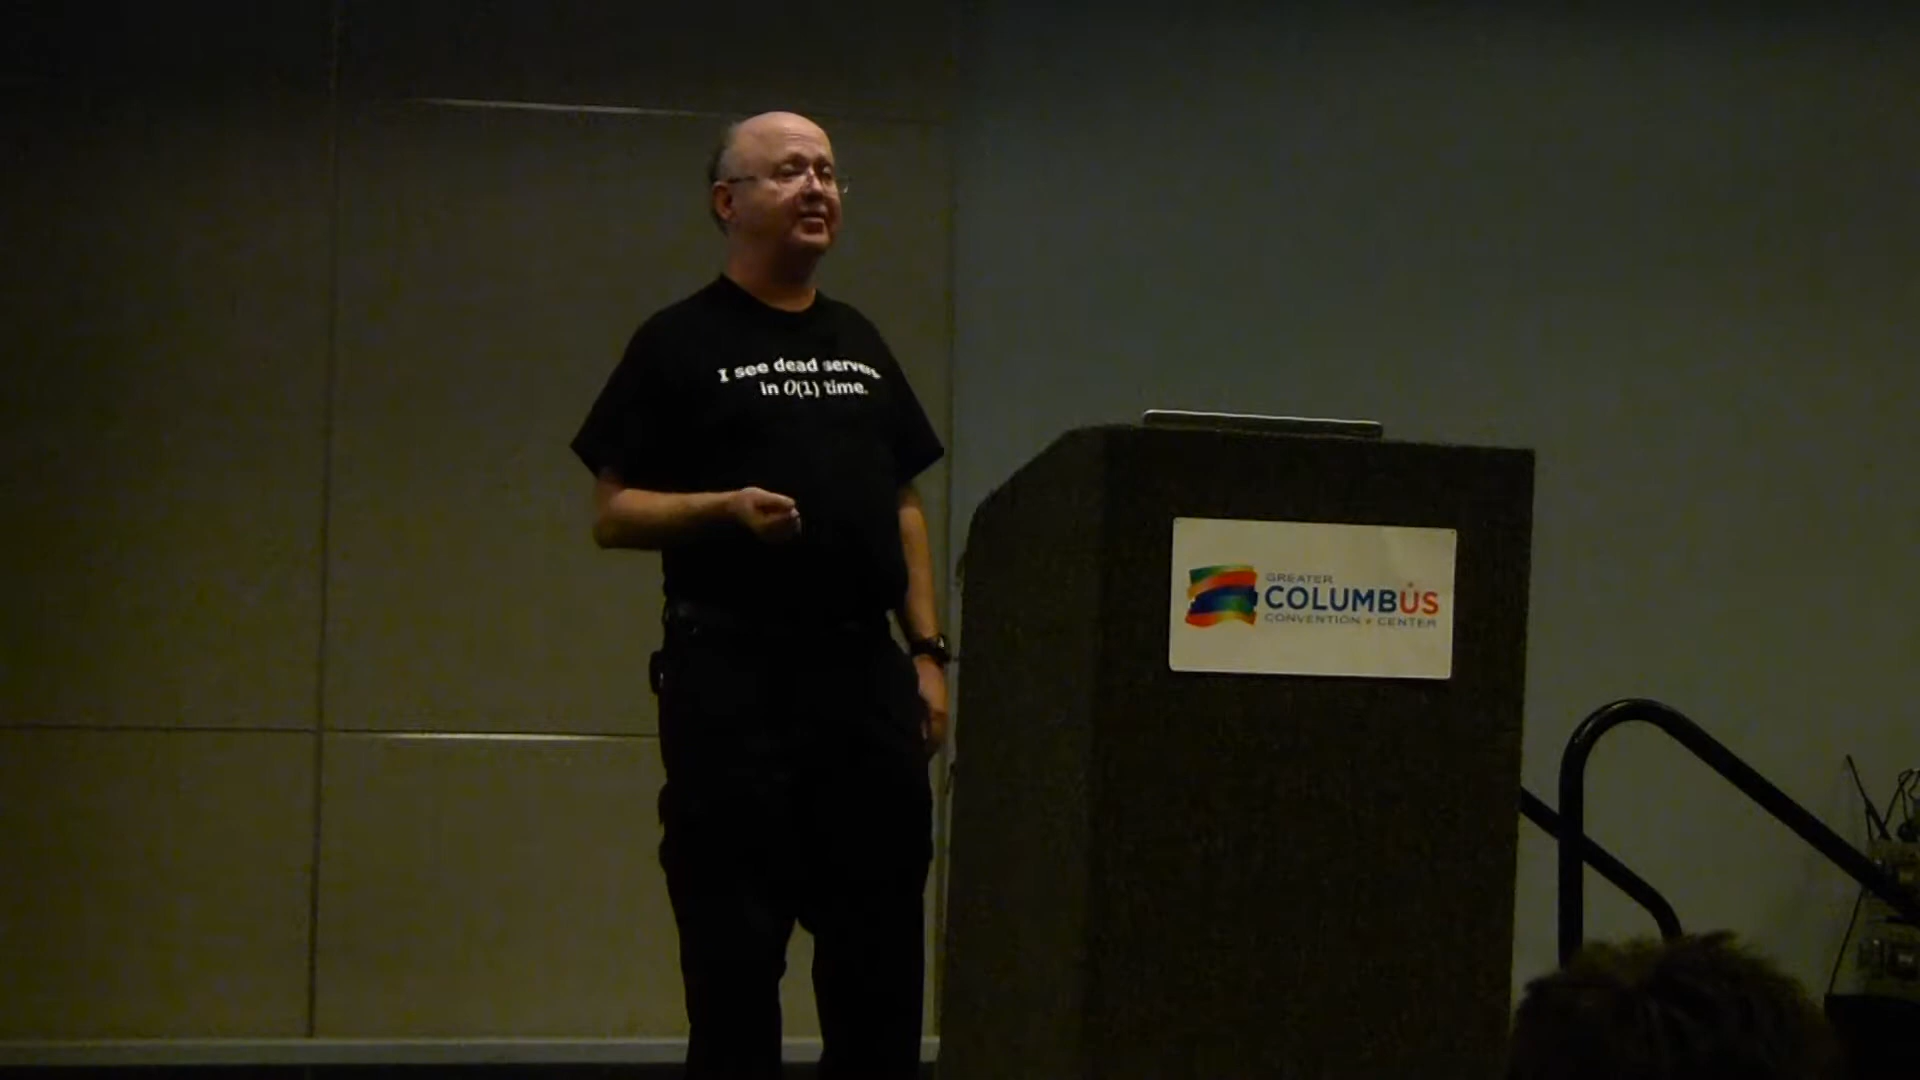 I see dead servers
in O(1) time.
GREATER
COLUMBUS
CONVENTION CENTER